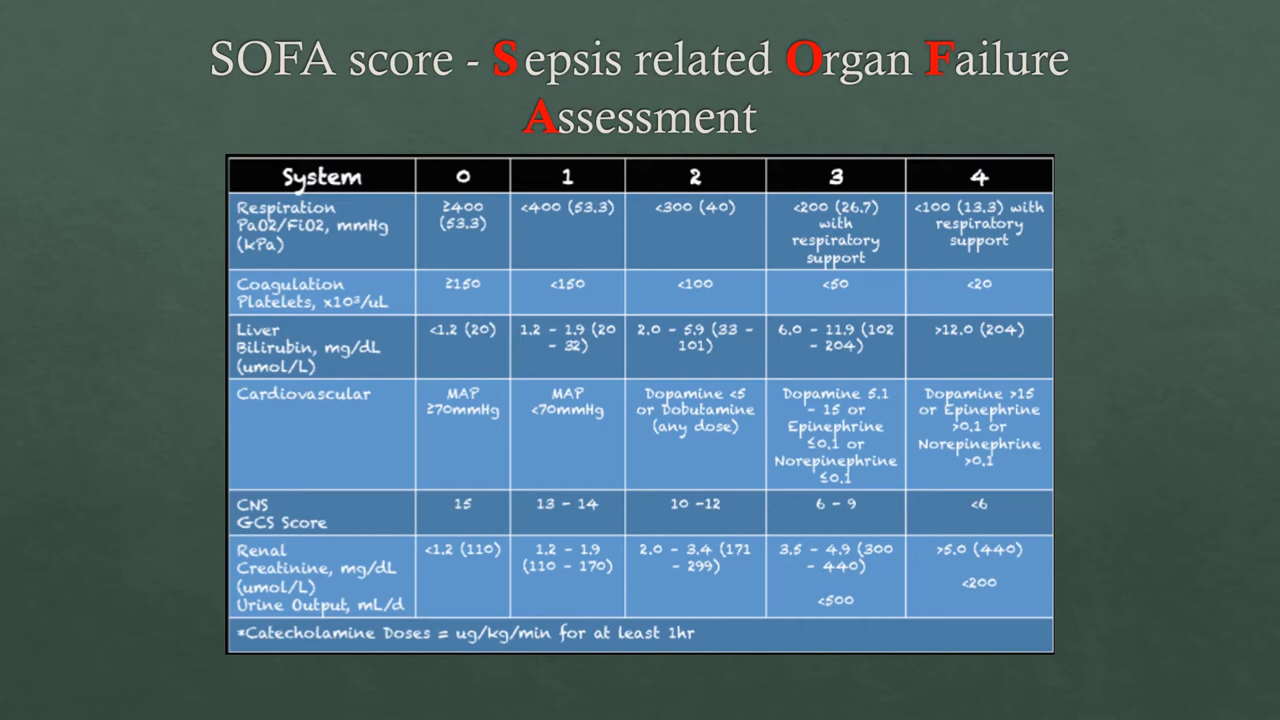 SOFA score - Sepsis related Organ Failure
Assessment
System 0 1 2 3 4
Respiration
PaO2/FiO2, mmHg
(kPa)
≥400
(53.3)
<400 (53.3)
<300 (40)
<200 (26.7)
with
respiratory
support
<100 (13.3) with
respiratory
support
Coagulation
Platelets, x10³/uL
≥150
<150
<100
<50
<20
Liver
Bilirubin, mg/dL
(umol/L)
<1.2 (20)
1.2 - 1.9 (20
- 32)
2.0 - 5.9 (33 -
101)
6.0 - 11.9 (102
- 204)
>12.0 (204)
Cardiovascular
MAP
≥70mmHg
MAP
<70mmHg
Dopamine <5
or Dobutamine
(any dose)
Dopamine 5.1
- 15 or
Epinephrine
≤0.1 or
Norepinephrine
≤0.1
Dopamine >15
or Epinephrine
>0.1 or
Norepinephrine
>0.1
CNS
GCS Score
15
13 - 14
10 -12
6 - 9
<6
Renal
Creatinine, mg/dL
(umol/L)
Urine Output, mL/d
<1.2 (110)
1.2 - 1.9
(110 - 170)
2.0 - 3.4 (171
- 299)
3.5 - 4.9 (300
- 440)
<500
>5.0 (440)
<200
*Catecholamine Doses = ug/kg/min for at least 1hr